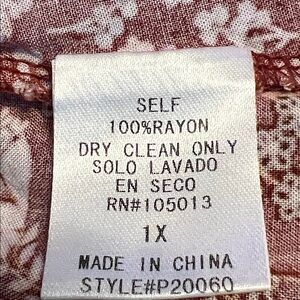 SELF
100%RAYON
DRY CLEAN ONLY
SOLO LAVADO
EN SECO
RN#105013
1X
MADE IN CHINA
STYLE#P20060